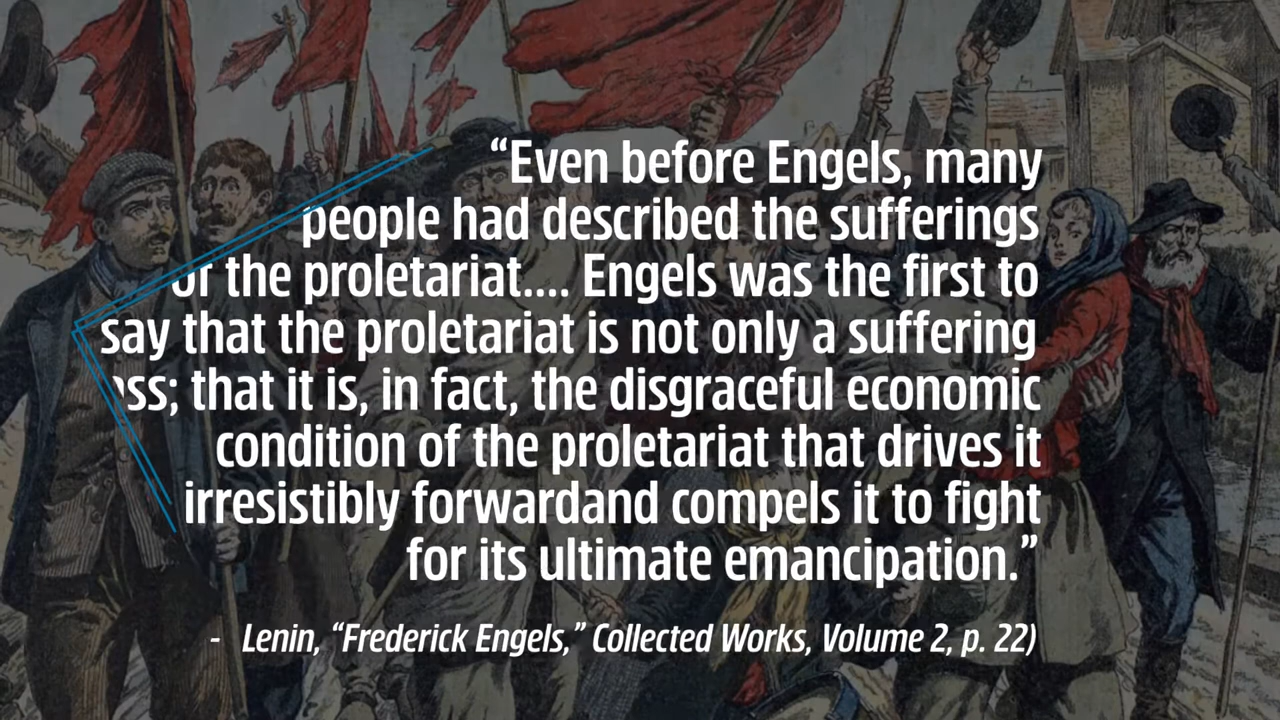 “Even before Engels, many
people had described the sufferings
of the proletariat.... Engels was the first to
say that the proletariat is not only a suffering
that it is, in fact, the disgraceful economic
condition of the proletariat that drives it
irresistibly forwardand compels it to fight
for its ultimate emancipation.”
- Lenin, “Frederick Engels,” Collected Works, Volume 2, p. 22)